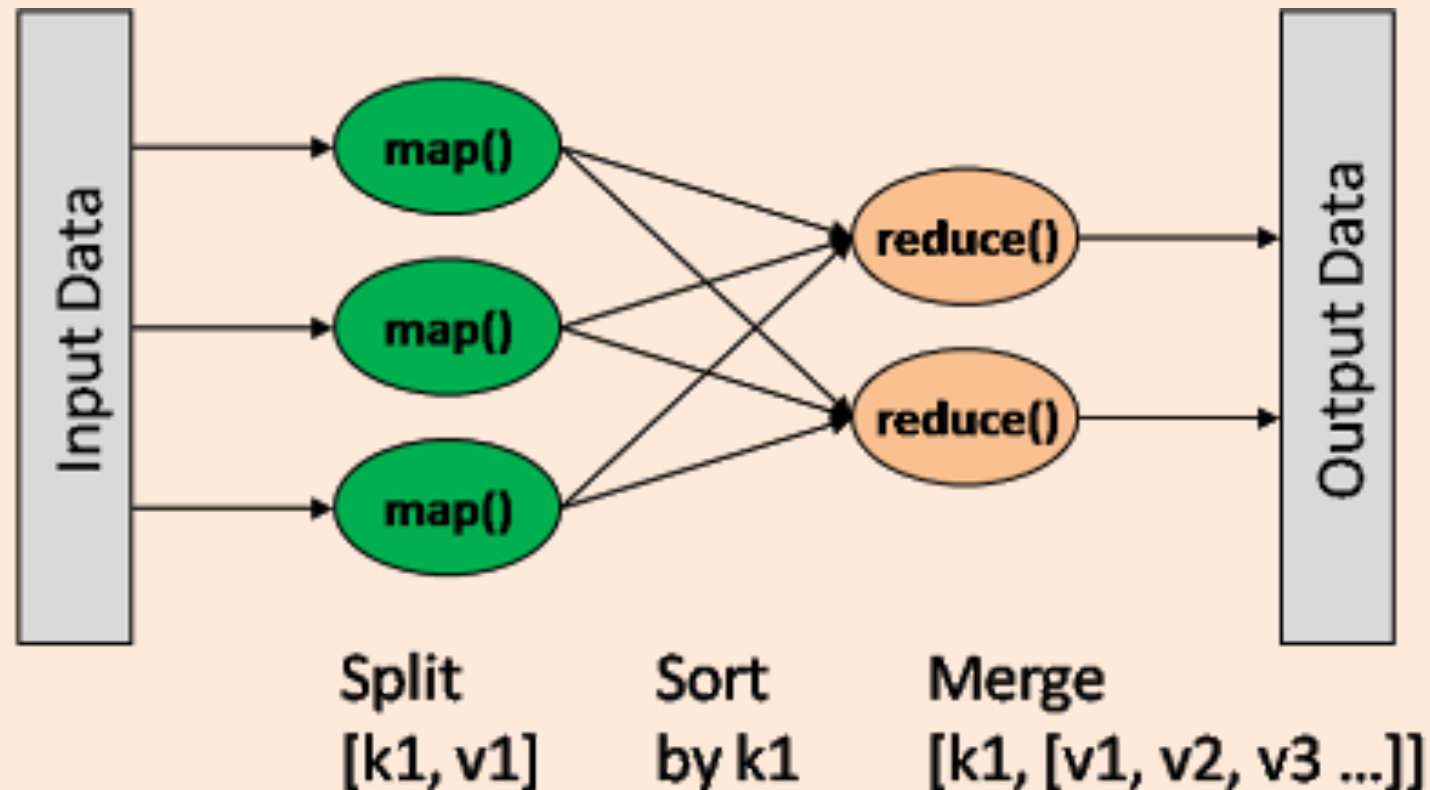 Input Data
map()
map()
map()
reduce()
reduce()
Output Data
Split
[k1, v1]
Sort
by k1
Merge
[k1, [v1, v2, v3 ...]]